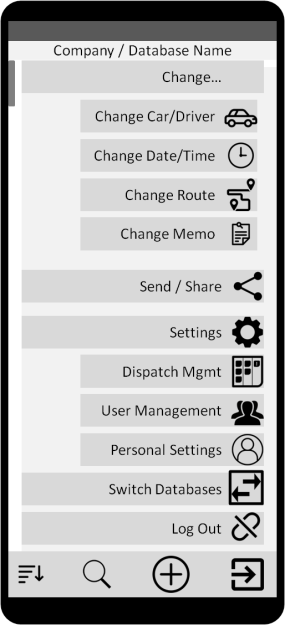 Company / Database Name
Change...
Change Car/Driver
Change Date/Time
Change Route
Change Memo
Send / Share
Settings
Dispatch Mgmt
User Management
Personal Settings
Switch Databases
Log Out